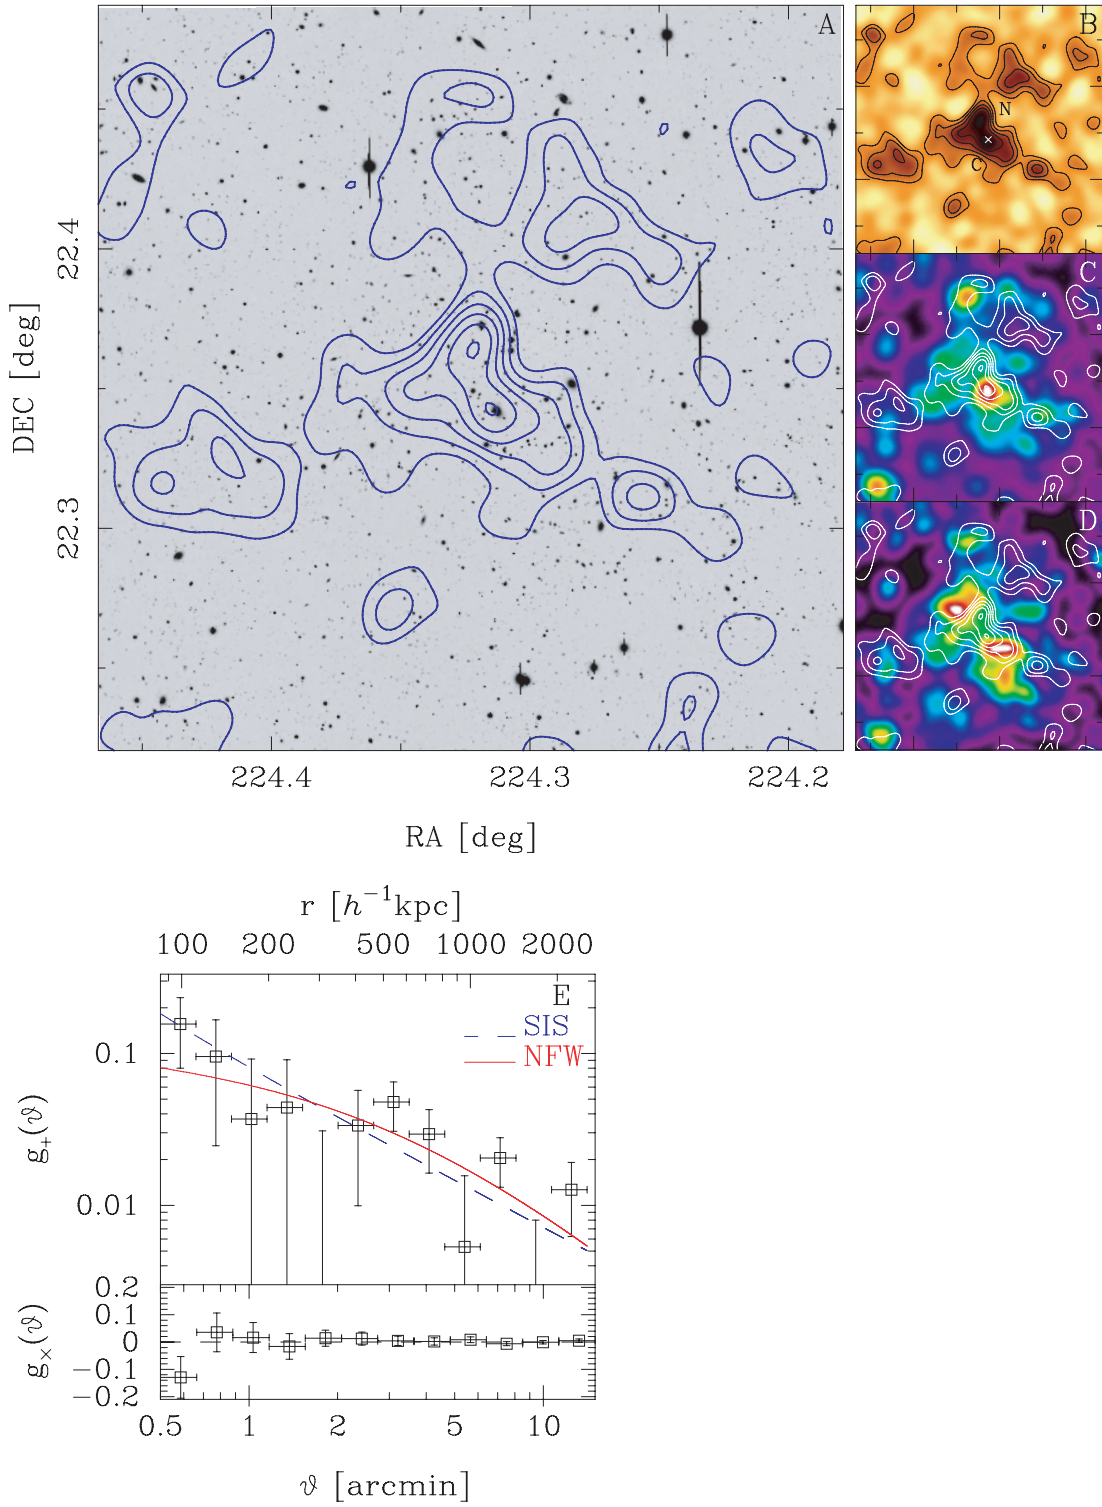 A
B
N
C
C
D
DEC [deg]
22.4
22.3
224.4 224.3 224.2
RA [deg]
r [h⁻¹kpc]
100 200 500 1000 2000
E
SIS
NFW
g₊(ϑ)
0.1
0.01
g×(ϑ)
0.2
0.1
0
−0.1
−0.2
0.5 1 2 5 10
ϑ [arcmin]